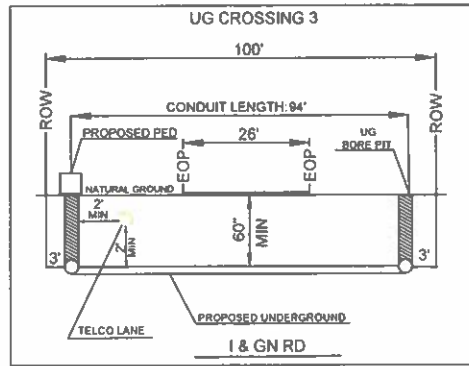 UG CROSSING 3
100'
ROW
ROW
CONDUIT LENGTH:94'
PROPOSED PED
26'
UG
BORE PIT
EOP
EOP
NATURAL GROUND
2'
MIN
60"
MIN
2'
MIN
3'
3'
PROPOSED UNDERGROUND
TELCO LANE
I & GN RD